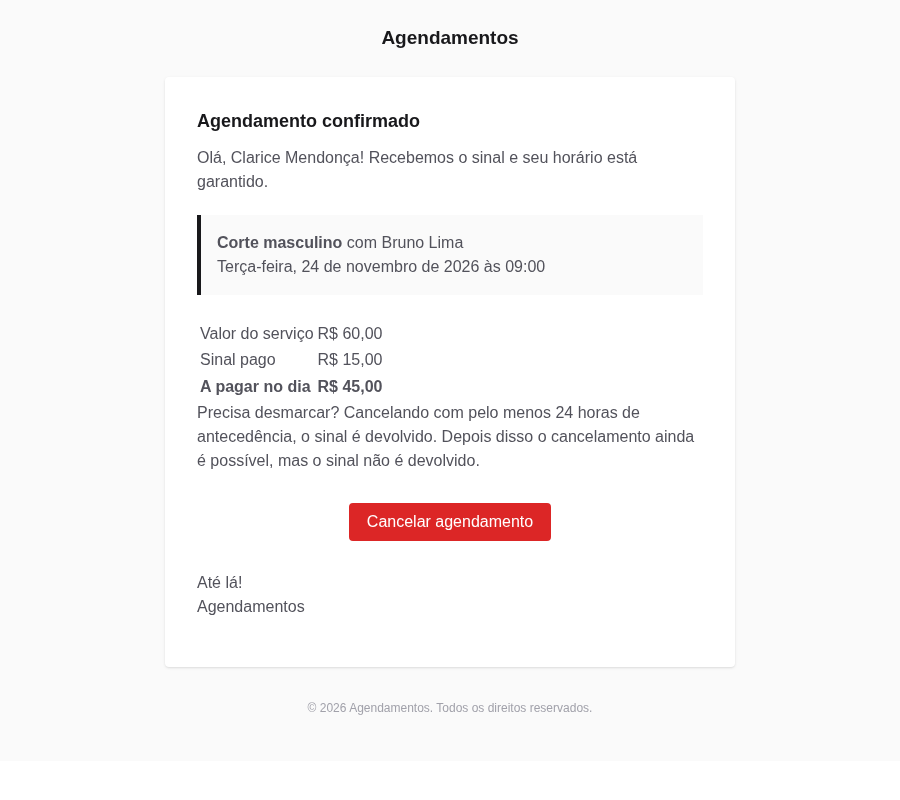 Agendamentos
Agendamento confirmado
Olá, Clarice Mendonça! Recebemos o sinal e seu horário está
garantido.
Corte masculino com Bruno Lima
Terça-feira, 24 de novembro de 2026 às 09:00
Valor do serviço R$ 60,00
Sinal pago R$ 15,00
A pagar no dia R$ 45,00
Precisa desmarcar? Cancelando com pelo menos 24 horas de
antecedência, o sinal é devolvido. Depois disso o cancelamento ainda
é possível, mas o sinal não é devolvido.
Cancelar agendamento
Até lá!
Agendamentos
© 2026 Agendamentos. Todos os direitos reservados.